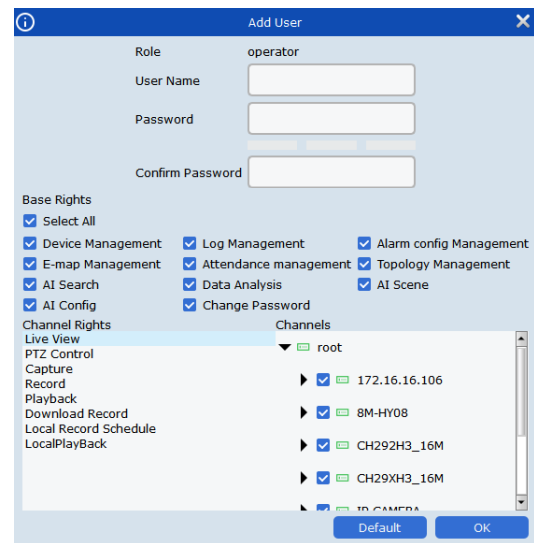 Add User
Role operator
User Name
Password
Confirm Password
Base Rights
Select All
Device Management Log Management Alarm config Management
E-map Management Attendance management Topology Management
AI Search Data Analysis AI Scene
AI Config Change Password
Channel Rights Channels
Live View
PTZ Control
Capture
Record
Playback
Download Record
Local Record Schedule
LocalPlayBack
root
172.16.16.106
8M-HY08
CH292H3_16M
CH29XH3_16M
IP CAMERA
Default OK